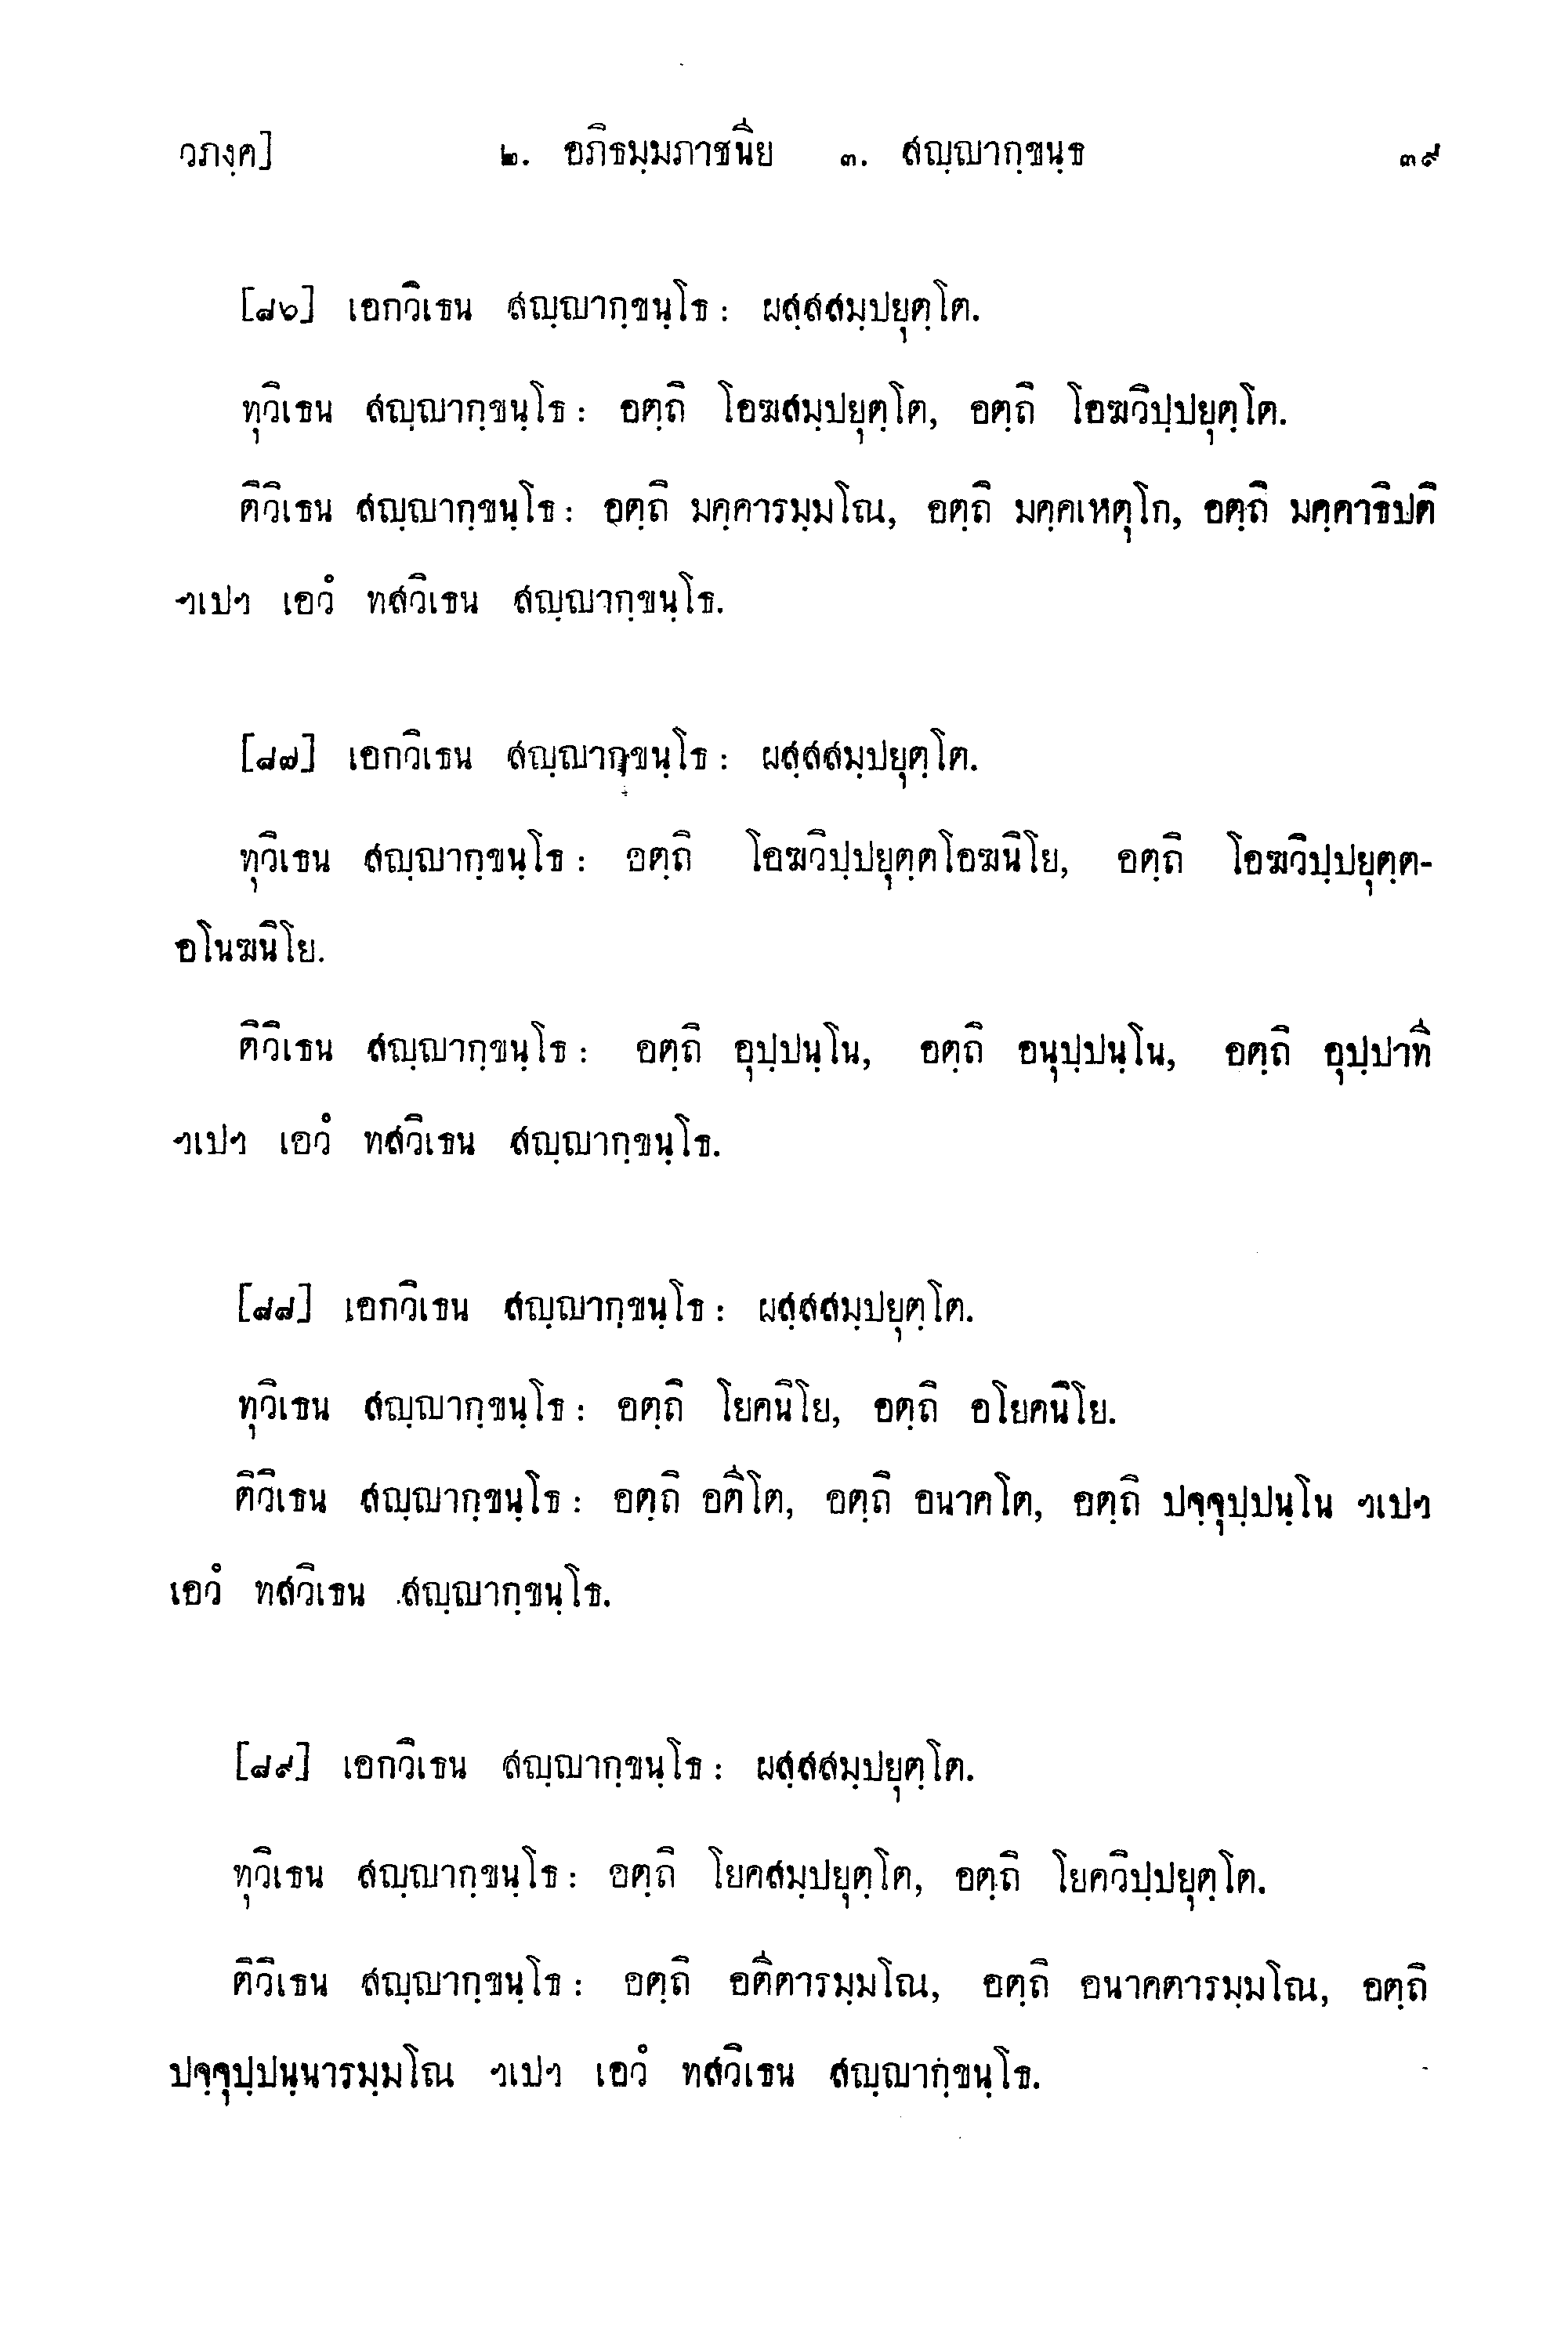 วภงฺค] ๒. อภิธมฺมภาชนีย ๓. สญฺญากฺขนฺธ ๓๙
[๘๖] เอกวิเธน สญฺญากฺขนฺโธ : ผสฺสสมฺปยุตฺโต.
ทุวิเธน สญฺญากฺขนฺโธ : อตฺถิ โอฆสมฺปยุตฺโต, อตฺถิ โอฆวิปฺปยุตฺโต.
ติวิเธน สญฺญากฺขนฺโธ : อตฺถิ มคฺคารมฺมโณ, อตฺถิ มคฺคเหตุโก, อตฺถิ มคฺคาธิปติ
ฯเปฯ เอวํ ทสวิเธน สญฺญากฺขนฺโธ.
[๘๗] เอกวิเธน สญฺญากฺขนฺโธ : ผสฺสสมฺปยุตฺโต.
ทุวิเธน สญฺญากฺขนฺโธ : อตฺถิ โอฆวิปฺปยุตฺตโอฆนิโย, อตฺถิ โอฆวิปฺปยุตฺต-
อโนฆนิโย.
ติวิเธน สญฺญากฺขนฺโธ : อตฺถิ อุปฺปนฺโน, อตฺถิ อนุปฺปนฺโน, อตฺถิ อุปฺปาที
ฯเปฯ เอวํ ทสวิเธน สญฺญากฺขนฺโธ.
[๘๘] เอกวิเธน สญฺญากฺขนฺโธ : ผสฺสสมฺปยุตฺโต.
ทุวิเธน สญฺญากฺขนฺโธ : อตฺถิ โยคนิโย, อตฺถิ อโยคนิโย.
ติวิเธน สญฺญากฺขนฺโธ : อตฺถิ อตีโต, อตฺถิ อนาคโต, อตฺถิ ปจฺจุปฺปนฺโน ฯเปฯ
เอวํ ทสวิเธน สญฺญากฺขนฺโธ.
[๘๙] เอกวิเธน สญฺญากฺขนฺโธ : ผสฺสสมฺปยุตฺโต.
ทุวิเธน สญฺญากฺขนฺโธ : อตฺถิ โยคสมฺปยุตฺโต, อตฺถิ โยควิปฺปยุตฺโต.
ติวิเธน สญฺญากฺขนฺโธ : อตฺถิ อตีตารมฺมโณ, อตฺถิ อนาคตารมฺมโณ, อตฺถิ
ปจฺจุปฺปนฺนารมฺมโณ ฯเปฯ เอวํ ทสวิเธน สญฺญากฺขนฺโธ.